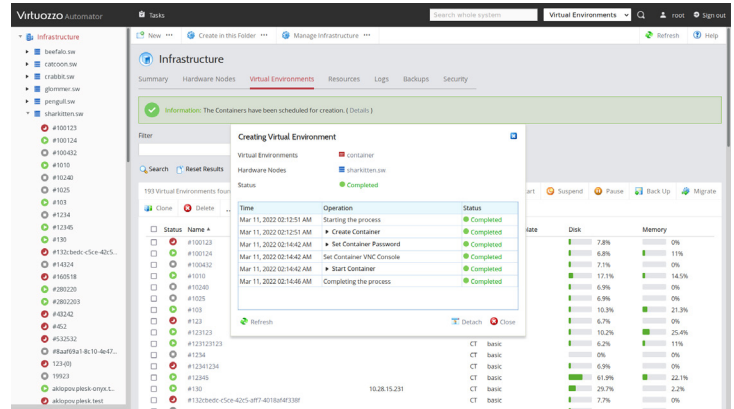 Virtuozzo Automator
Tasks
Search whole system
Virtual Environments
root
Sign out
Infrastructure
beefalo.sw
catcoon.sw
crabbit.sw
glommer.sw
pengull.sw
sharkitten.sw
#100123
#100124
#100432
#1010
#10240
#1025
#103
#1234
#12345
#130
#132cbedc-c5ce-42c5...
#14324
#160518
#280220
#2802203
#43242
#452
#532532
#8aaf69a1-8c10-4e47...
123-(0)
19923
aklopov.plesk-onyx.t...
aklopov.plesk.test
New
Create in this Folder
Manage Infrastructure
Refresh
Help
Infrastructure
Summary Hardware Nodes Virtual Environments Resources Logs Backups Security
Information: The Containers have been scheduled for creation. ( Details )
Filter
Search Reset Results
193 Virtual Environments foun
art Suspend Pause Back Up Migrate
Clone Delete ...
Status Name plate Disk Memory
#100123 7.8% 0%
#100124 6.8% 11%
#100432 7.1% 0%
#1010 17.1% 14.5%
#10240 6.9% 0%
#1025 6.9% 0%
#103 10.3% 21.3%
#123 6.7% 0%
#123123 10.2% 25.4%
#123123123 CT basic 6.2% 11%
#1234 CT basic 0% 0%
#12341234 CT basic 6.9% 0%
#12345 CT basic 61.9% 22.1%
#130 10.28.15.231 CT basic 29.7% 2.2%
#132cbedc-c5ce-42c5-aff7-4018af4f338f CT basic 7.7% 0%
Creating Virtual Environment
Virtual Environments container
Hardware Nodes sharkitten.sw
Status Completed
Time Operation Status
Mar 11, 2022 02:12:51 AM Starting the process Completed
Mar 11, 2022 02:12:51 AM Create Container Completed
Mar 11, 2022 02:14:42 AM Set Container Password Completed
Mar 11, 2022 02:14:42 AM Set Container VNC Console Completed
Mar 11, 2022 02:14:42 AM Start Container Completed
Mar 11, 2022 02:14:46 AM Completing the process Completed
Refresh
Detach Close